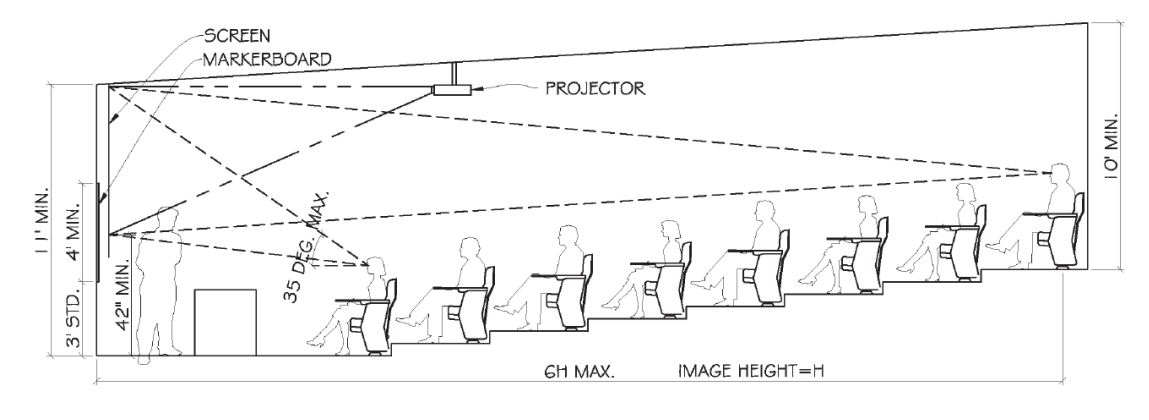 SCREEN
MARKERBOARD
PROJECTOR
11' MIN.
4' MIN.
3' STD.
42" MIN.
35 DEG. MAX.
10' MIN.
6H MAX.
IMAGE HEIGHT=H